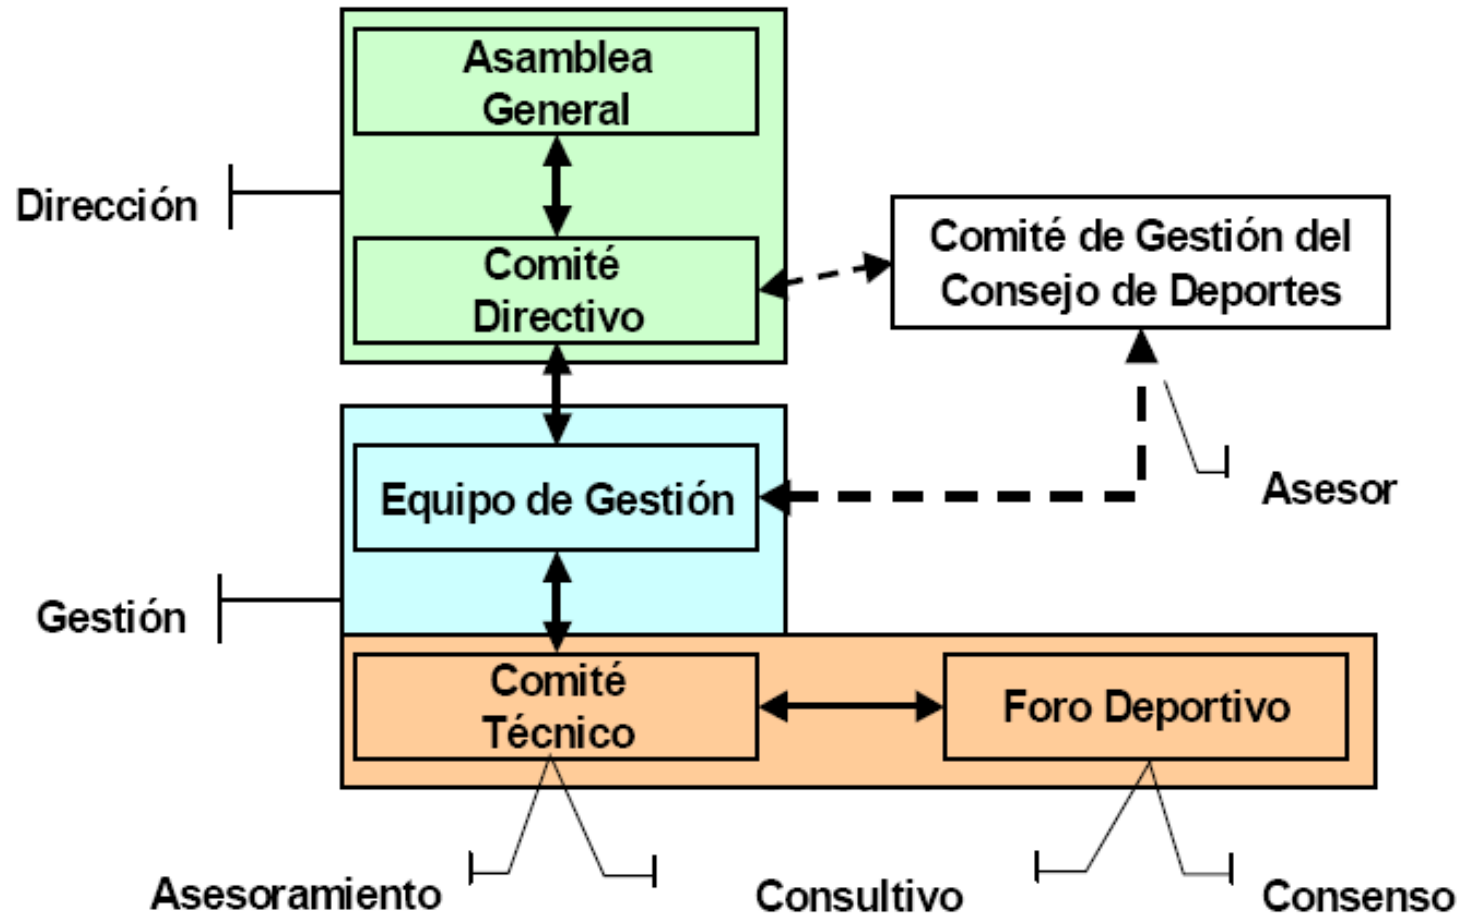 Asamblea
General
Dirección
Comité
Directivo
Comité de Gestión del
Consejo de Deportes
Equipo de Gestión
Asesor
Gestión
Comité
Técnico
Foro Deportivo
Asesoramiento
Consultivo
Consenso